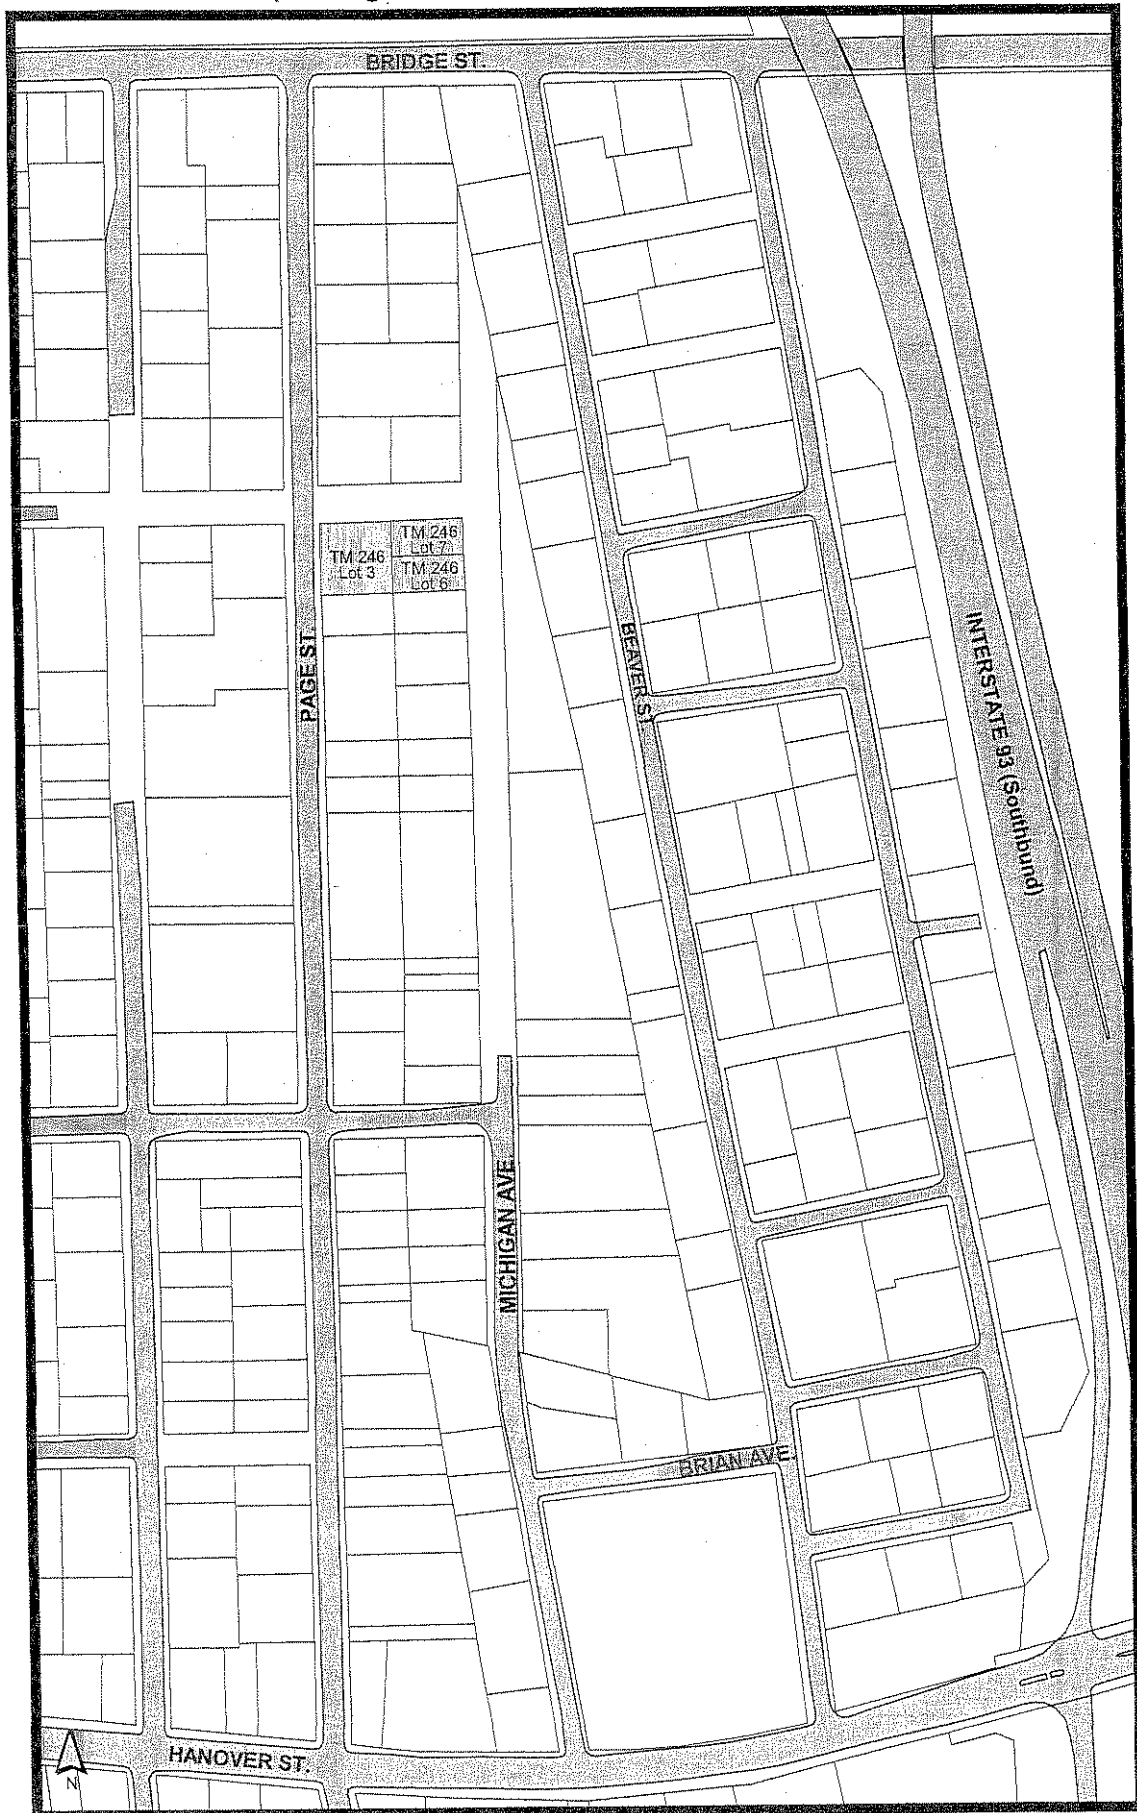 BRIDGE ST.
TM 246
Lot 7
TM 246
Lot 3
TM 246
Lot 6
PAGE ST.
BEAVER ST.
INTERSTATE 93 (Southbund)
MICHIGAN AVE.
BRIAN AVE.
HANOVER ST.
N